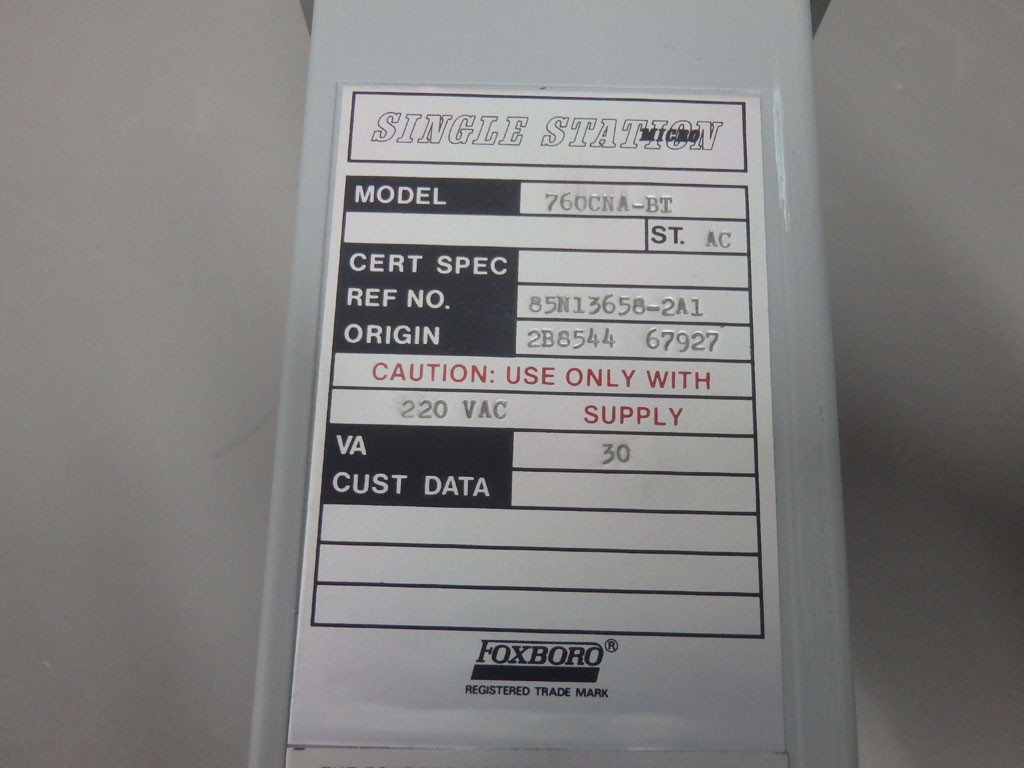 SINGLE STATION MICRO
MODEL 760CNA-BT
ST. AC
CERT SPEC
REF NO. 85N13658-2A1
ORIGIN 2B8544 67927
CAUTION: USE ONLY WITH
220 VAC SUPPLY
VA 30
CUST DATA
FOXBORO®
REGISTERED TRADE MARK